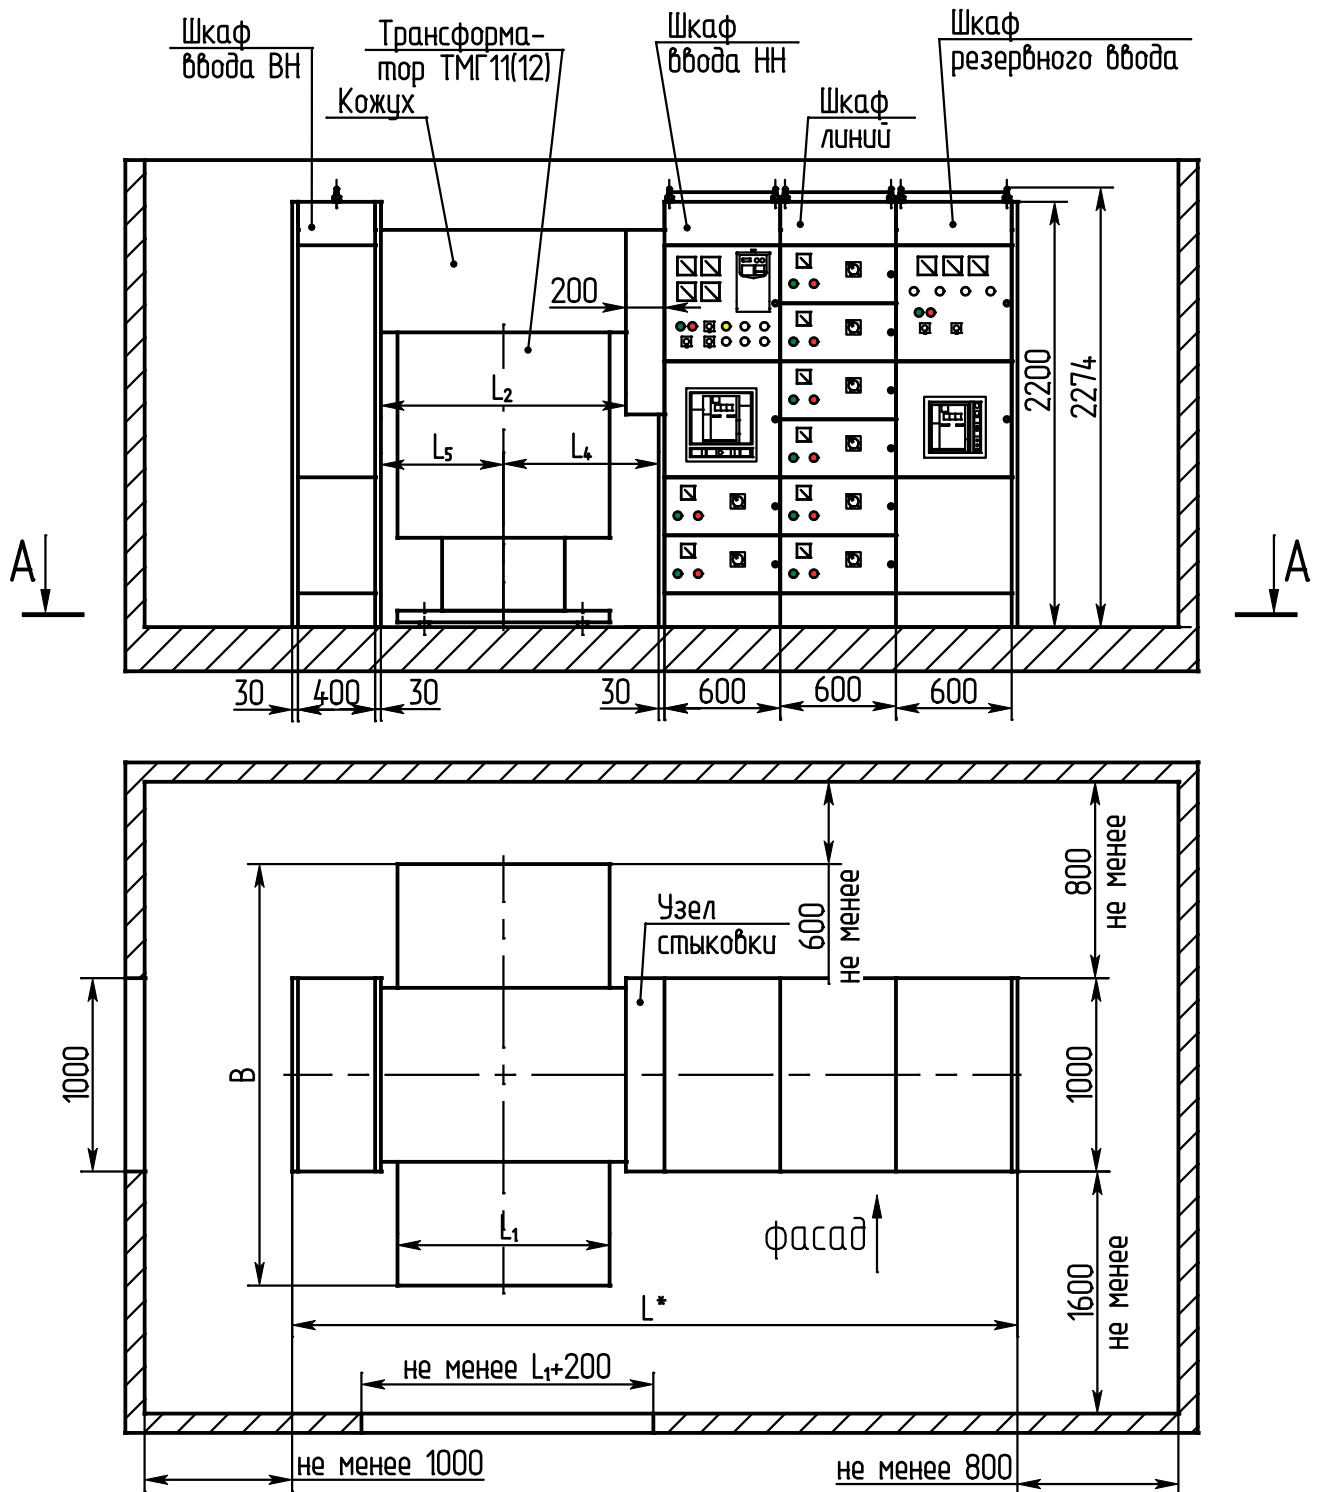 Шкаф
ввода ВН
Трансформа-
тор ТМГ11(12)
Кожух
Шкаф
ввода НН
Шкаф
линий
Шкаф
резервного ввода
200
L₂
L₅
L₄
2200
2274
А
А
30
400
30
30
600
600
600
Узел
стыковки
600
не менее
800
не менее
1000
В
1000
L₁
фасад
1600
не менее
L*
не менее L₁+200
не менее 1000
не менее 800